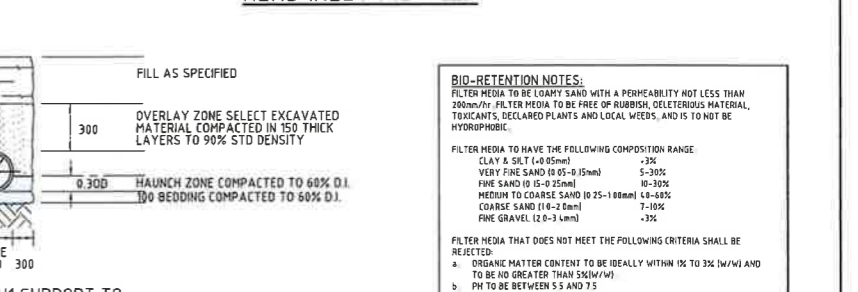 FILL AS SPECIFIED
300
OVERLAY ZONE SELECT EXCAVATED
MATERIAL COMPACTED IN 150 THICK
LAYERS TO 90% STD DENSITY
0.30D
HAUNCH ZONE COMPACTED TO 60% D.I.
100 BEDDING COMPACTED TO 60% D.I.
300
SUPPORT TO
BIO-RETENTION NOTES:
FILTER MEDIA TO BE LOAMY SAND WITH A PERMEABILITY NOT LESS THAN
200mm/hr. FILTER MEDIA TO BE FREE OF RUBBISH, DELETERIOUS MATERIAL,
TOXICANTS, DECLARED PLANTS AND LOCAL WEEDS, AND IS TO NOT BE
HYDROPHOBIC.
FILTER MEDIA TO HAVE THE FOLLOWING COMPOSITION RANGE
CLAY & SILT (<0.05mm) <3%
VERY FINE SAND (0.05-0.15mm) 5-30%
FINE SAND (0.15-0.25mm) 10-30%
MEDIUM TO COARSE SAND (0.25-1.00mm) 40-60%
COARSE SAND (1.0-2.0mm) 7-10%
FINE GRAVEL (2.0-3.4mm) <3%
FILTER MEDIA THAT DOES NOT MEET THE FOLLOWING CRITERIA SHALL BE
REJECTED:
a. ORGANIC MATTER CONTENT TO BE IDEALLY WITHIN 1% TO 3% (W/W) AND
TO BE NO GREATER THAN 5%(W/W)
b. PH TO BE BETWEEN 5.5 AND 7.5